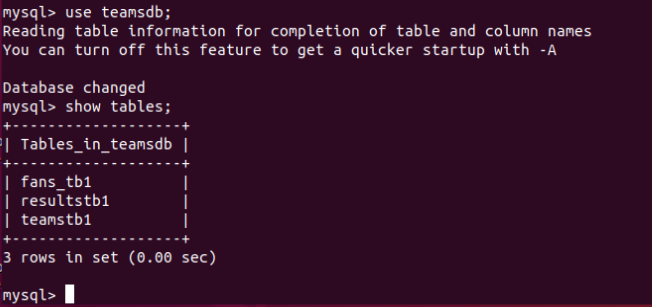 mysql> use teamsdb;
Reading table information for completion of table and column names
You can turn off this feature to get a quicker startup with -A
Database changed
mysql> show tables;
+-------------------+
| Tables_in_teamsdb |
+-------------------+
| fans_tb1          |
| resultstb1        |
| teamstb1          |
+-------------------+
3 rows in set (0.00 sec)
mysql>